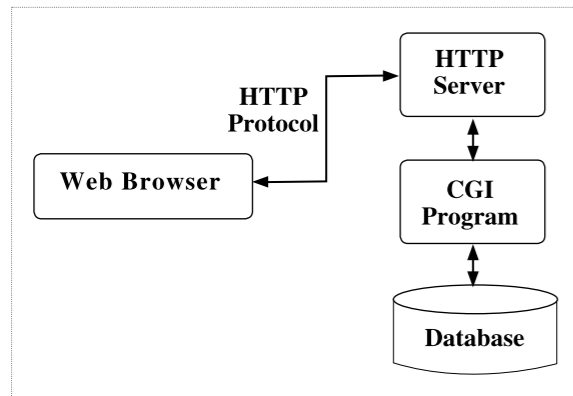 HTTP
Server
HTTP
Protocol
Web Browser
CGI
Program
Database